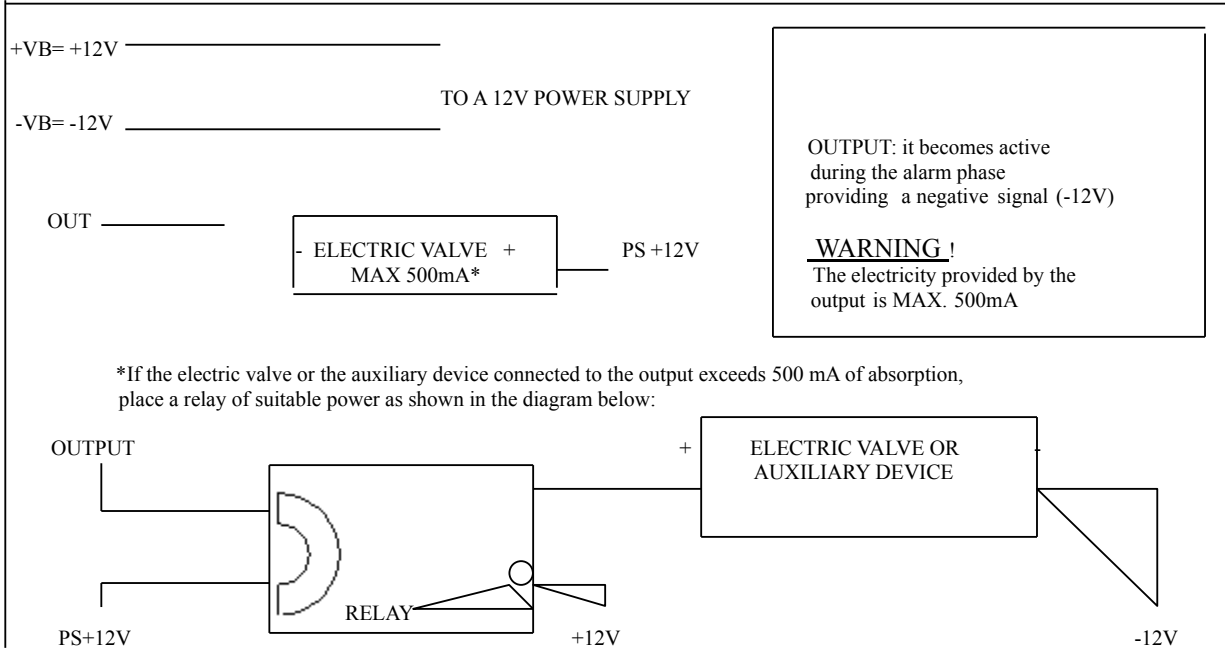 +VB= +12V
TO A 12V POWER SUPPLY
-VB= -12V
OUTPUT: it becomes active
during the alarm phase
providing a negative signal (-12V)
OUT
- ELECTRIC VALVE +
MAX 500mA*
PS +12V
WARNING !
The electricity provided by the
output is MAX. 500mA
*If the electric valve or the auxiliary device connected to the output exceeds 500 mA of absorption,
place a relay of suitable power as shown in the diagram below:
OUTPUT
+
ELECTRIC VALVE OR
AUXILIARY DEVICE
-
RELAY
PS+12V
+12V
-12V